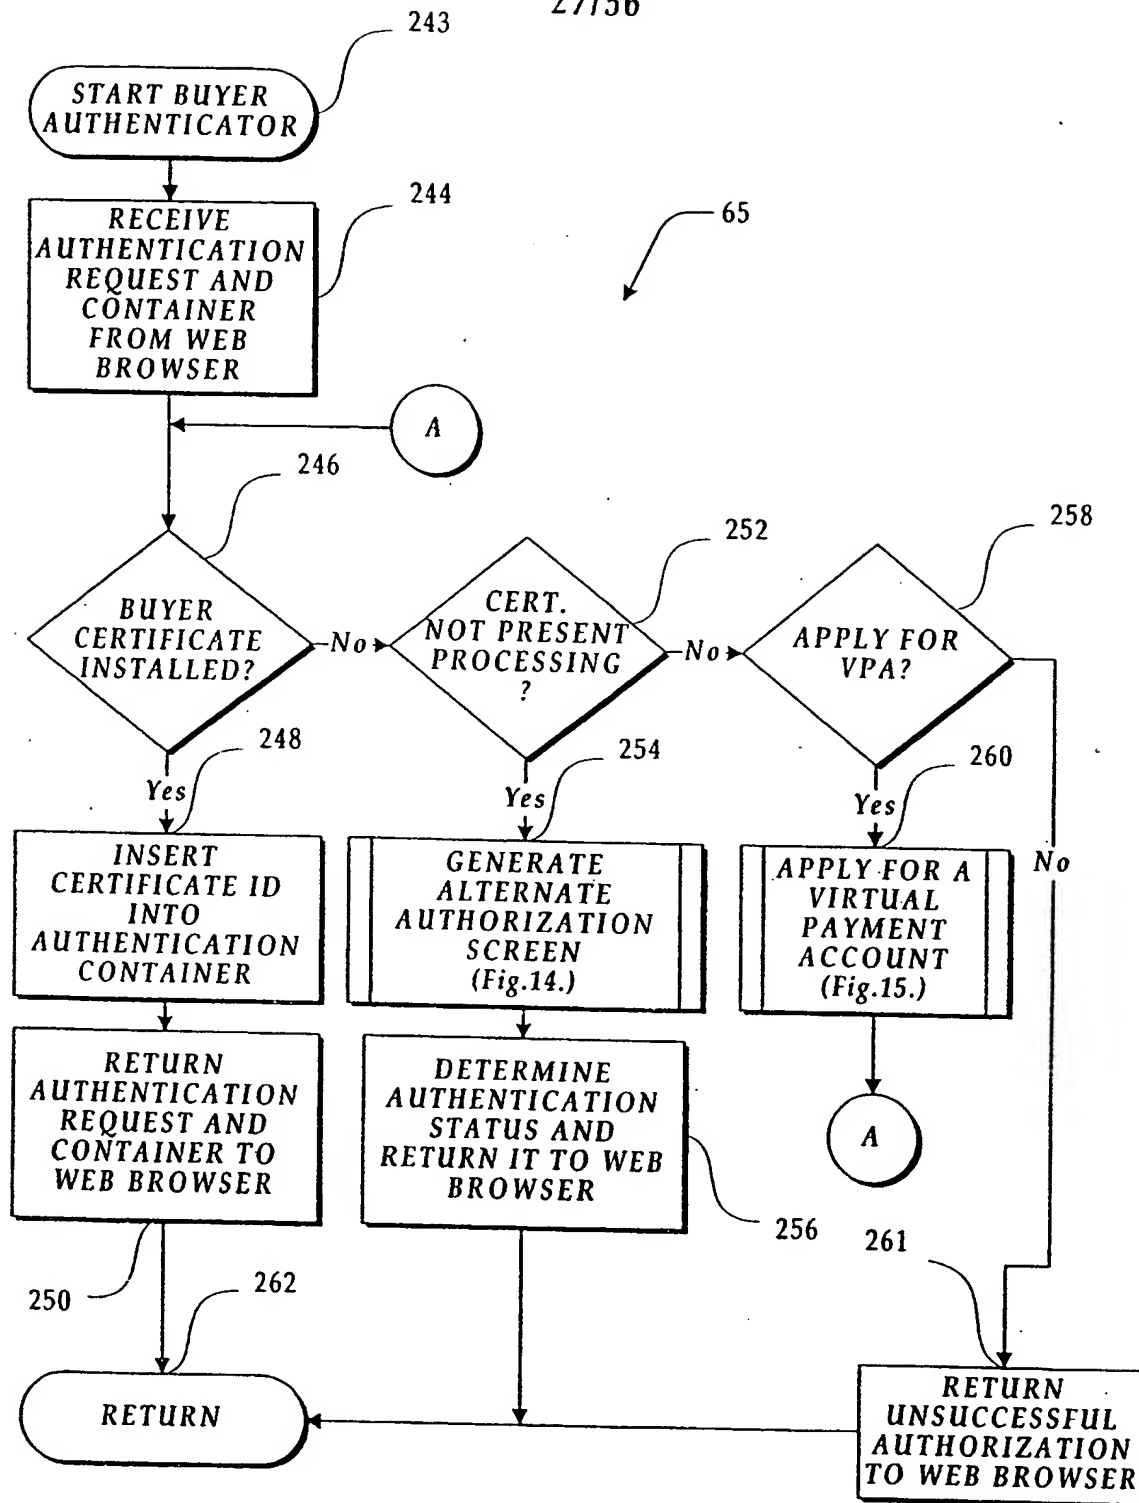 27/56
243
START BUYER
AUTHENTICATOR
244
RECEIVE
AUTHENTICATION
REQUEST AND
CONTAINER
FROM WEB
BROWSER
65
A
246
BUYER
CERTIFICATE
INSTALLED?
No
252
CERT.
NOT PRESENT
PROCESSING
?
No
258
APPLY FOR
VPA?
No
Yes
248
INSERT
CERTIFICATE ID
INTO
AUTHENTICATION
CONTAINER
Yes
254
GENERATE
ALTERNATE
AUTHORIZATION
SCREEN
(Fig.14.)
Yes
260
APPLY FOR A
VIRTUAL
PAYMENT
ACCOUNT
(Fig.15.)
RETURN
AUTHENTICATION
REQUEST AND
CONTAINER TO
WEB BROWSER
250
DETERMINE
AUTHENTICATION
STATUS AND
RETURN IT TO WEB
BROWSER
256
A
261
262
RETURN
RETURN
UNSUCCESSFUL
AUTHORIZATION
TO WEB BROWSER